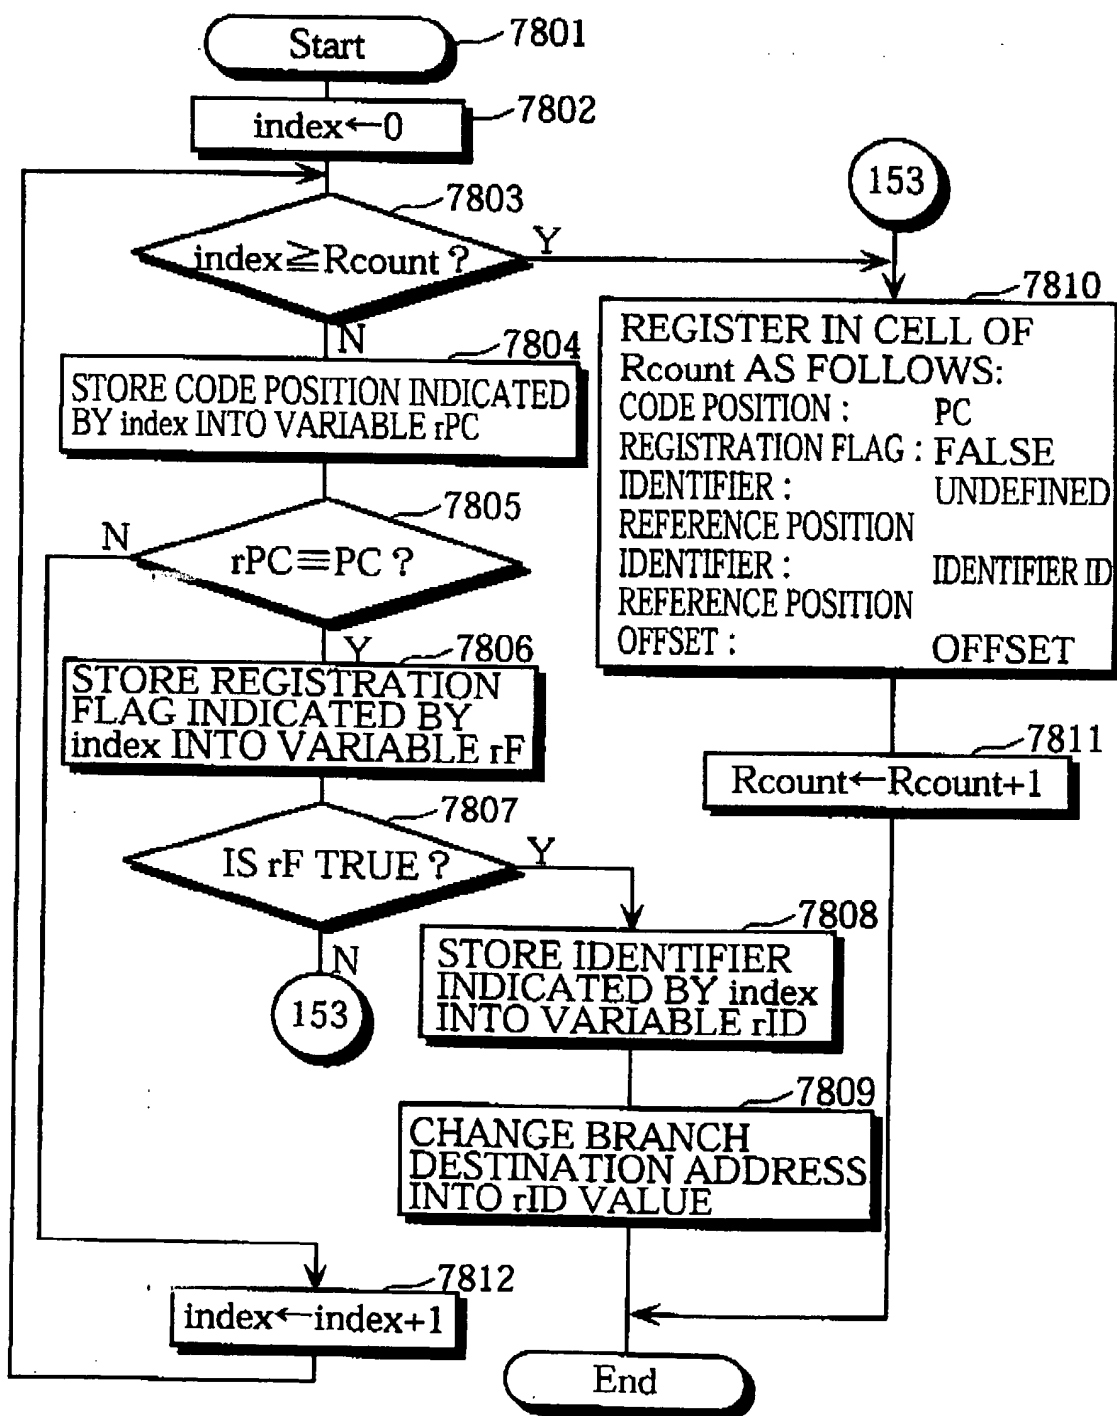 Start
7801
index←0
7802
153
7803
index≧Rcount ?
Y
N
7804
STORE CODE POSITION INDICATED
BY index INTO VARIABLE rPC
7805
N
rPC≡PC ?
Y
7806
STORE REGISTRATION
FLAG INDICATED BY
index INTO VARIABLE rF
7807
IS rF TRUE ?
Y
N
153
7808
STORE IDENTIFIER
INDICATED BY index
INTO VARIABLE rID
7809
CHANGE BRANCH
DESTINATION ADDRESS
INTO rID VALUE
7810
REGISTER IN CELL OF
Rcount AS FOLLOWS:
CODE POSITION : PC
REGISTRATION FLAG : FALSE
IDENTIFIER : UNDEFINED
REFERENCE POSITION
IDENTIFIER : IDENTIFIER ID
REFERENCE POSITION
OFFSET : OFFSET
7811
Rcount←Rcount+1
7812
index←index+1
End